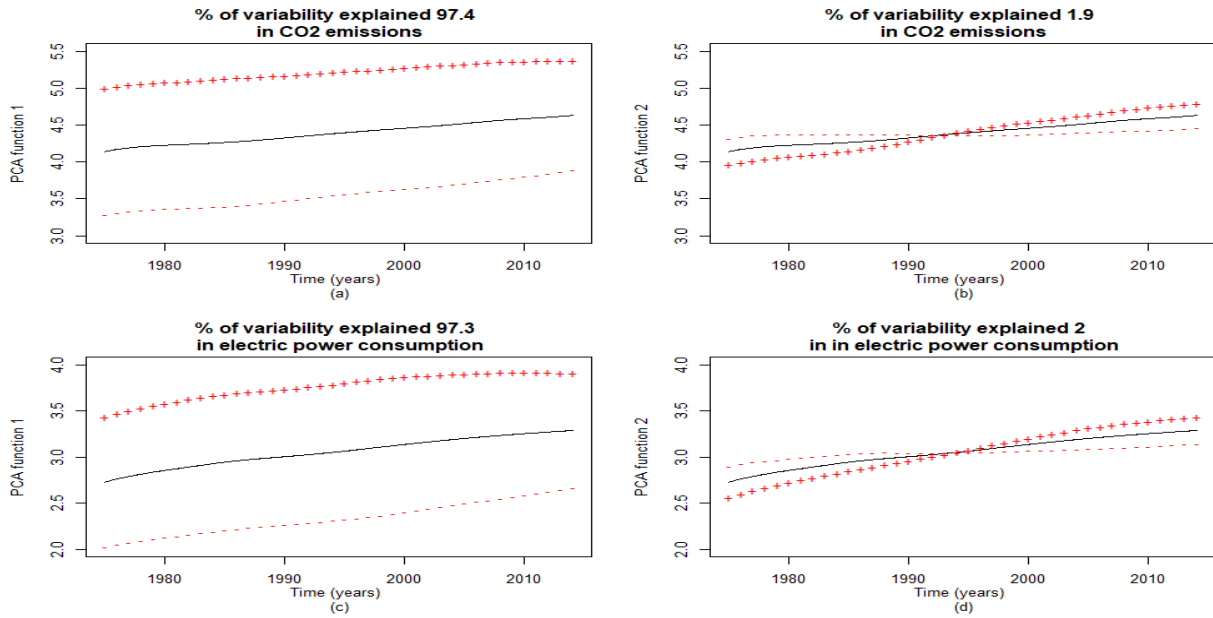 % of variability explained 97.4
in CO2 emissions
PCA function 1
5.5
5.0
4.5
4.0
3.5
3.0
1980
1990
2000
2010
Time (years)
(a)
% of variability explained 1.9
in CO2 emissions
PCA function 2
5.5
5.0
4.5
4.0
3.5
3.0
1980
1990
2000
2010
Time (years)
(b)
% of variability explained 97.3
in electric power consumption
PCA function 1
4.0
3.5
3.0
2.5
2.0
1980
1990
2000
2010
Time (years)
(c)
% of variability explained 2
in in electric power consumption
PCA function 2
4.0
3.5
3.0
2.5
2.0
1980
1990
2000
2010
Time (years)
(d)